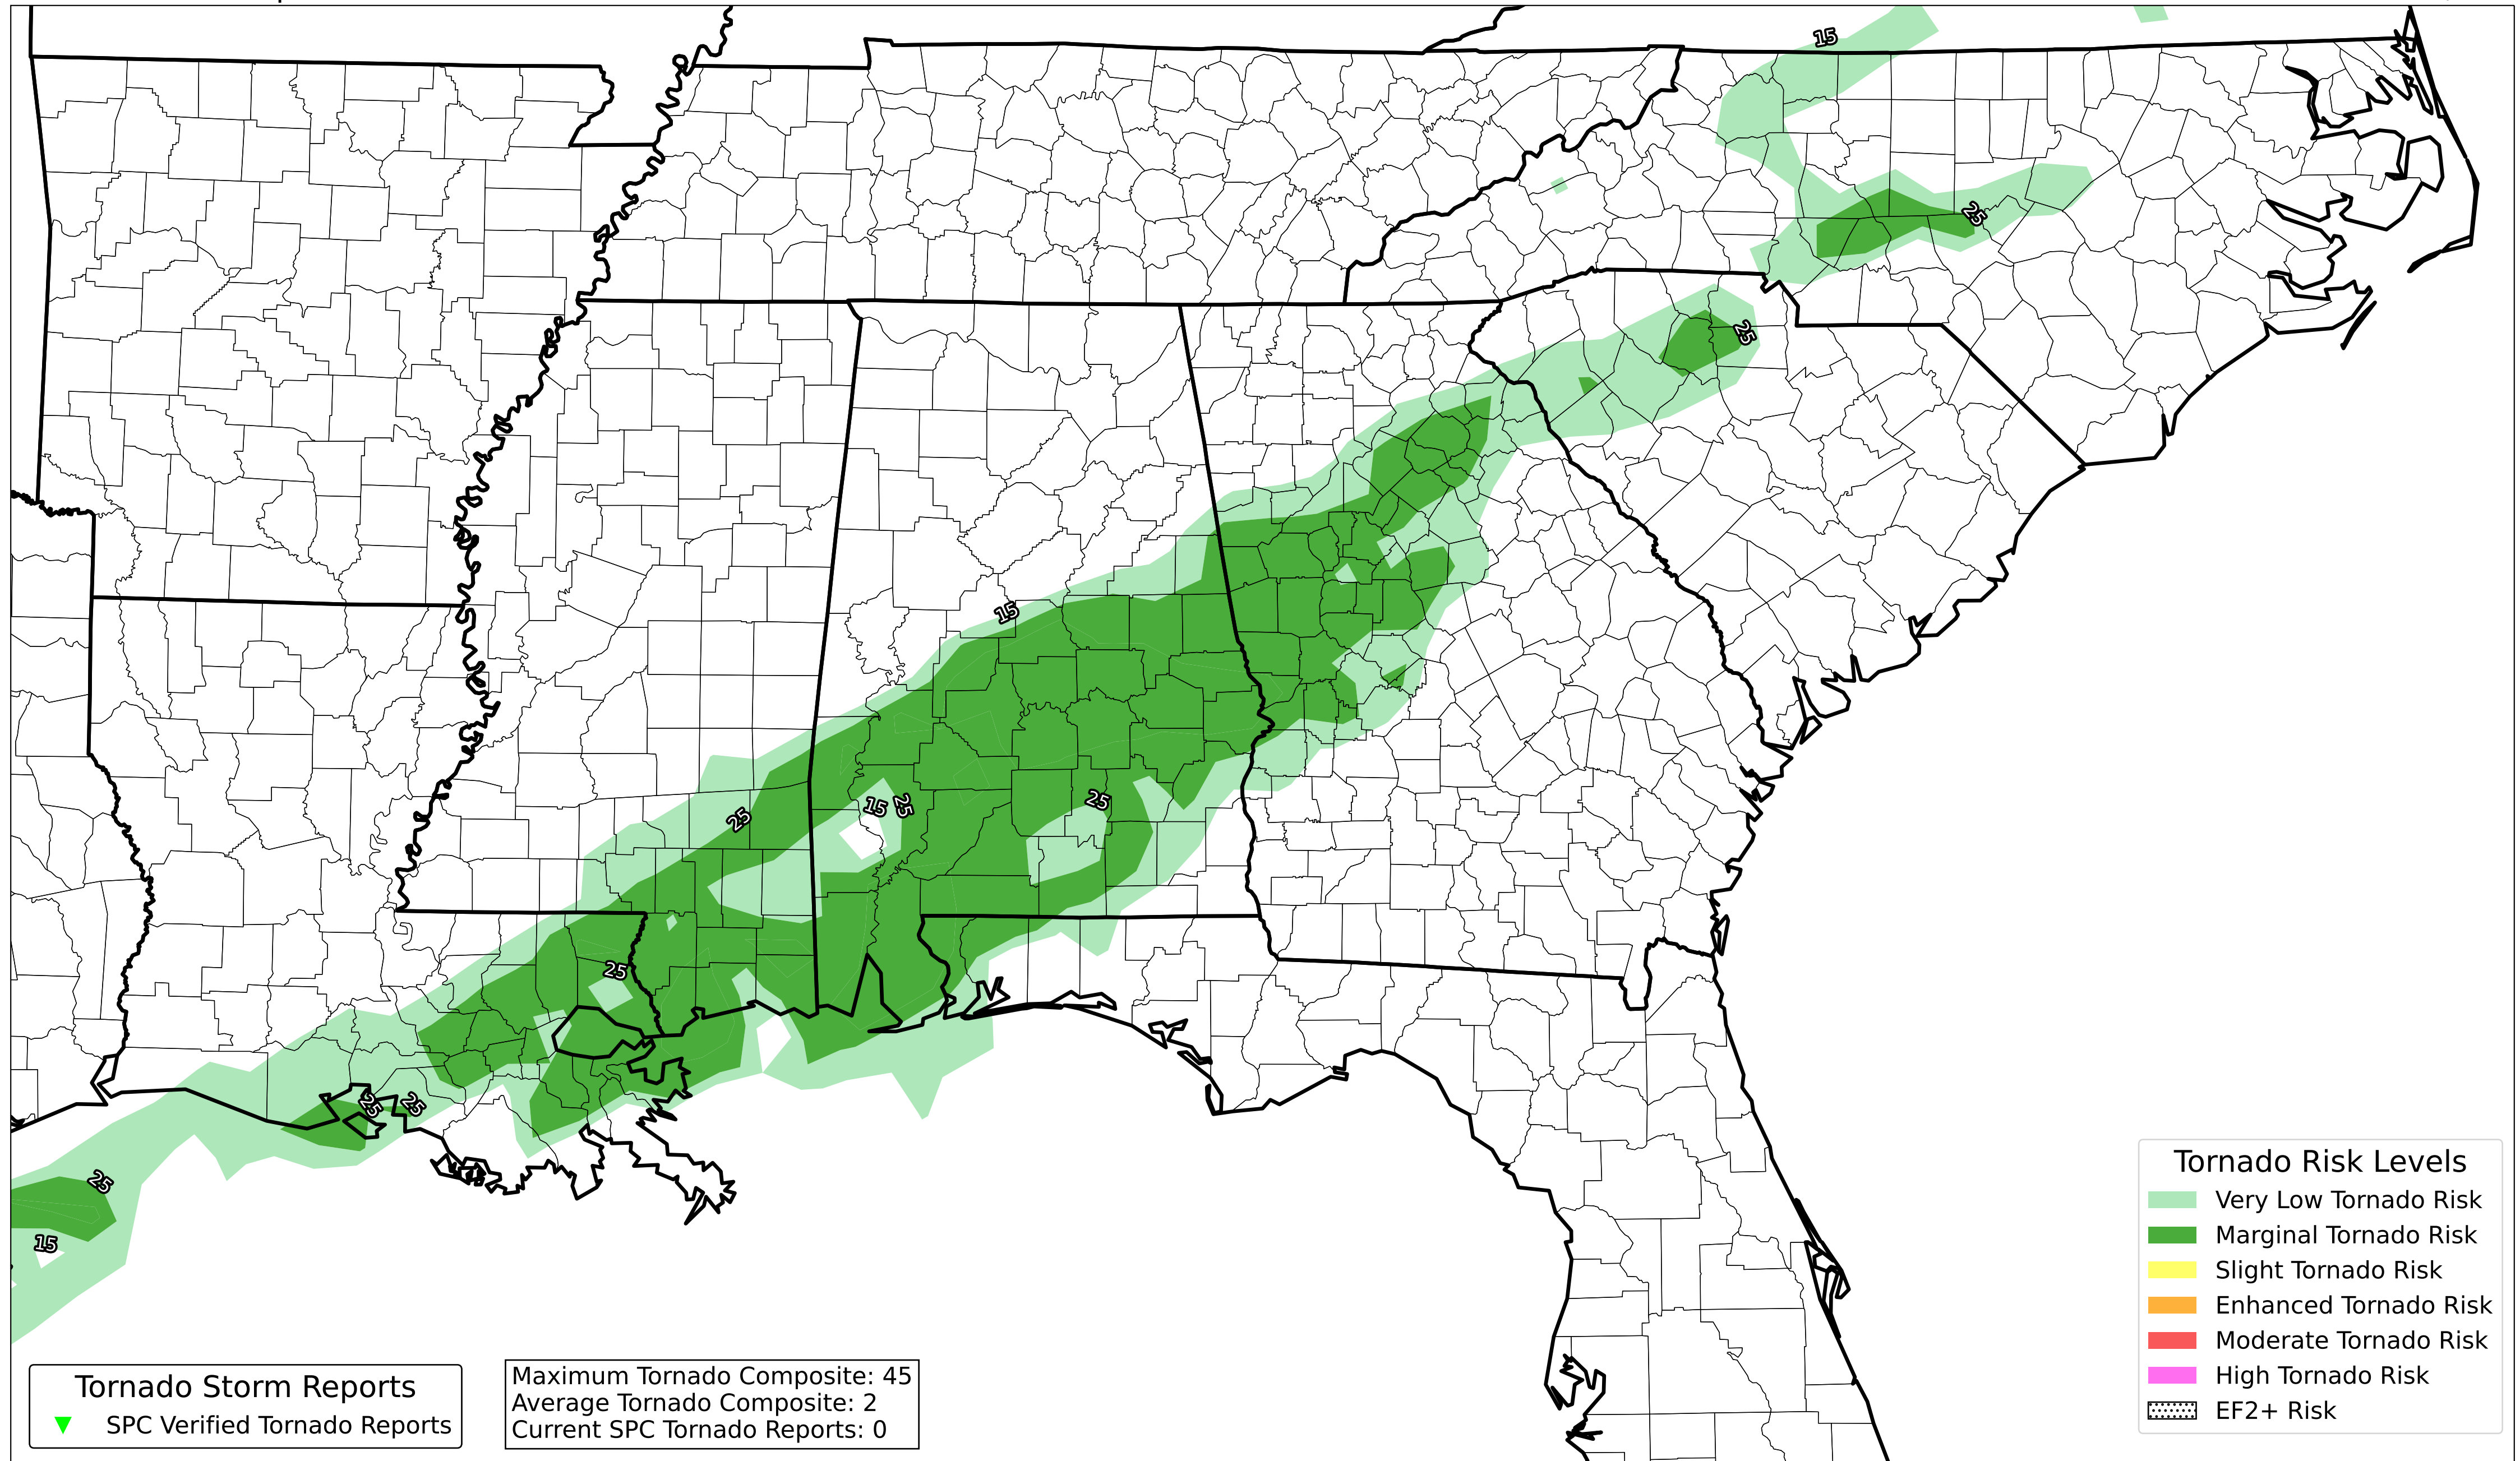 15
25
25
15
25
15
25
25
25
25
25
25
15
Tornado Risk Levels
Very Low Tornado Risk
Marginal Tornado Risk
Slight Tornado Risk
Enhanced Tornado Risk
Moderate Tornado Risk
High Tornado Risk
EF2+ Risk
Tornado Storm Reports
SPC Verified Tornado Reports
Maximum Tornado Composite: 45
Average Tornado Composite: 2
Current SPC Tornado Reports: 0